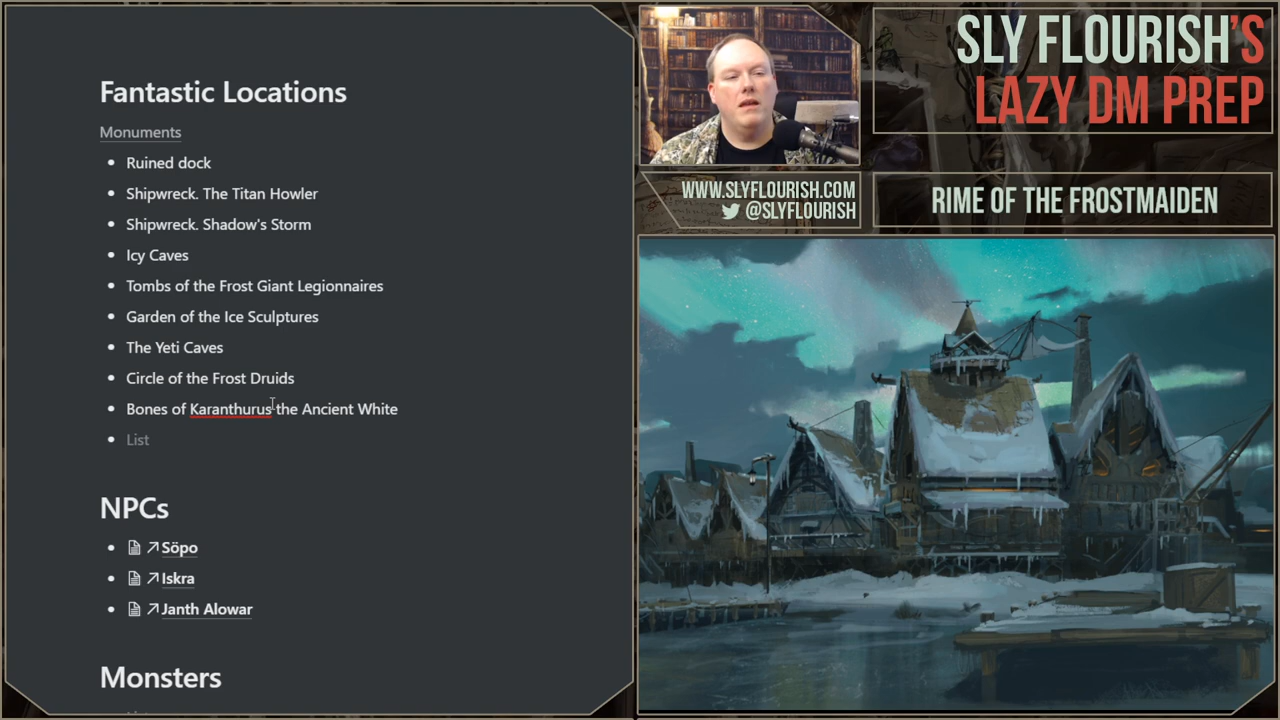 Fantastic Locations
Monuments
Ruined dock
Shipwreck. The Titan Howler
Shipwreck. Shadow's Storm
Icy Caves
Tombs of the Frost Giant Legionnaires
Garden of the Ice Sculptures
The Yeti Caves
Circle of the Frost Druids
Bones of Karanthurus the Ancient White
List
NPCs
Söpo
Iskra
Janth Alowar
Monsters
SLY FLOURISH'S
LAZY DM PREP
WWW.SLYFLOURISH.COM
@SLYFLOURISH
RIME OF THE FROSTMAIDEN